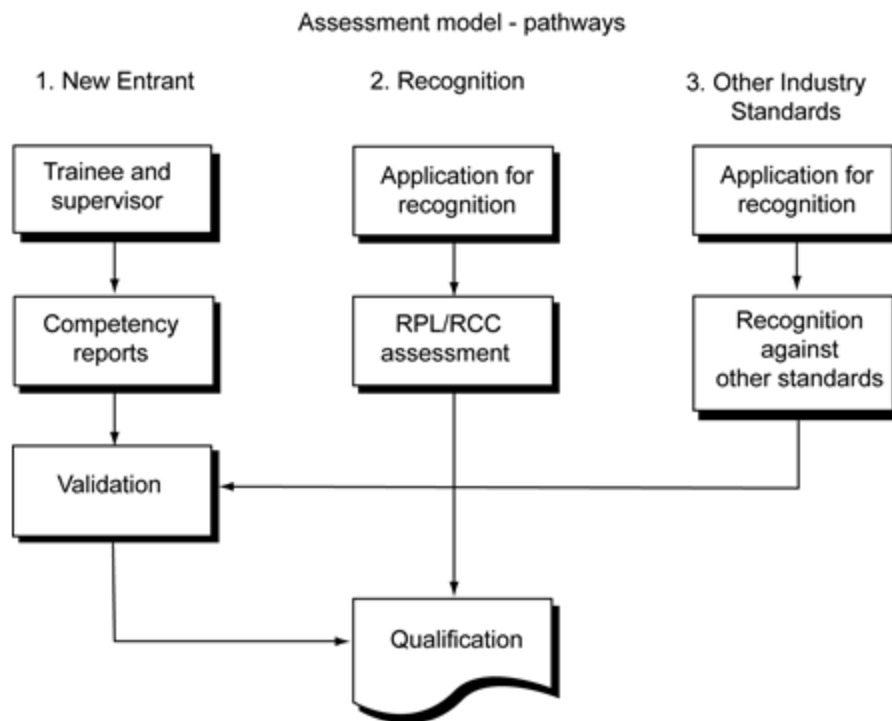 Assessment model - pathways
1. New Entrant
2. Recognition
3. Other Industry
Standards
Trainee and
supervisor
Application for
recognition
Application for
recognition
Competency
reports
RPL/RCC
assessment
Recognition
against
other standards
Validation
Qualification